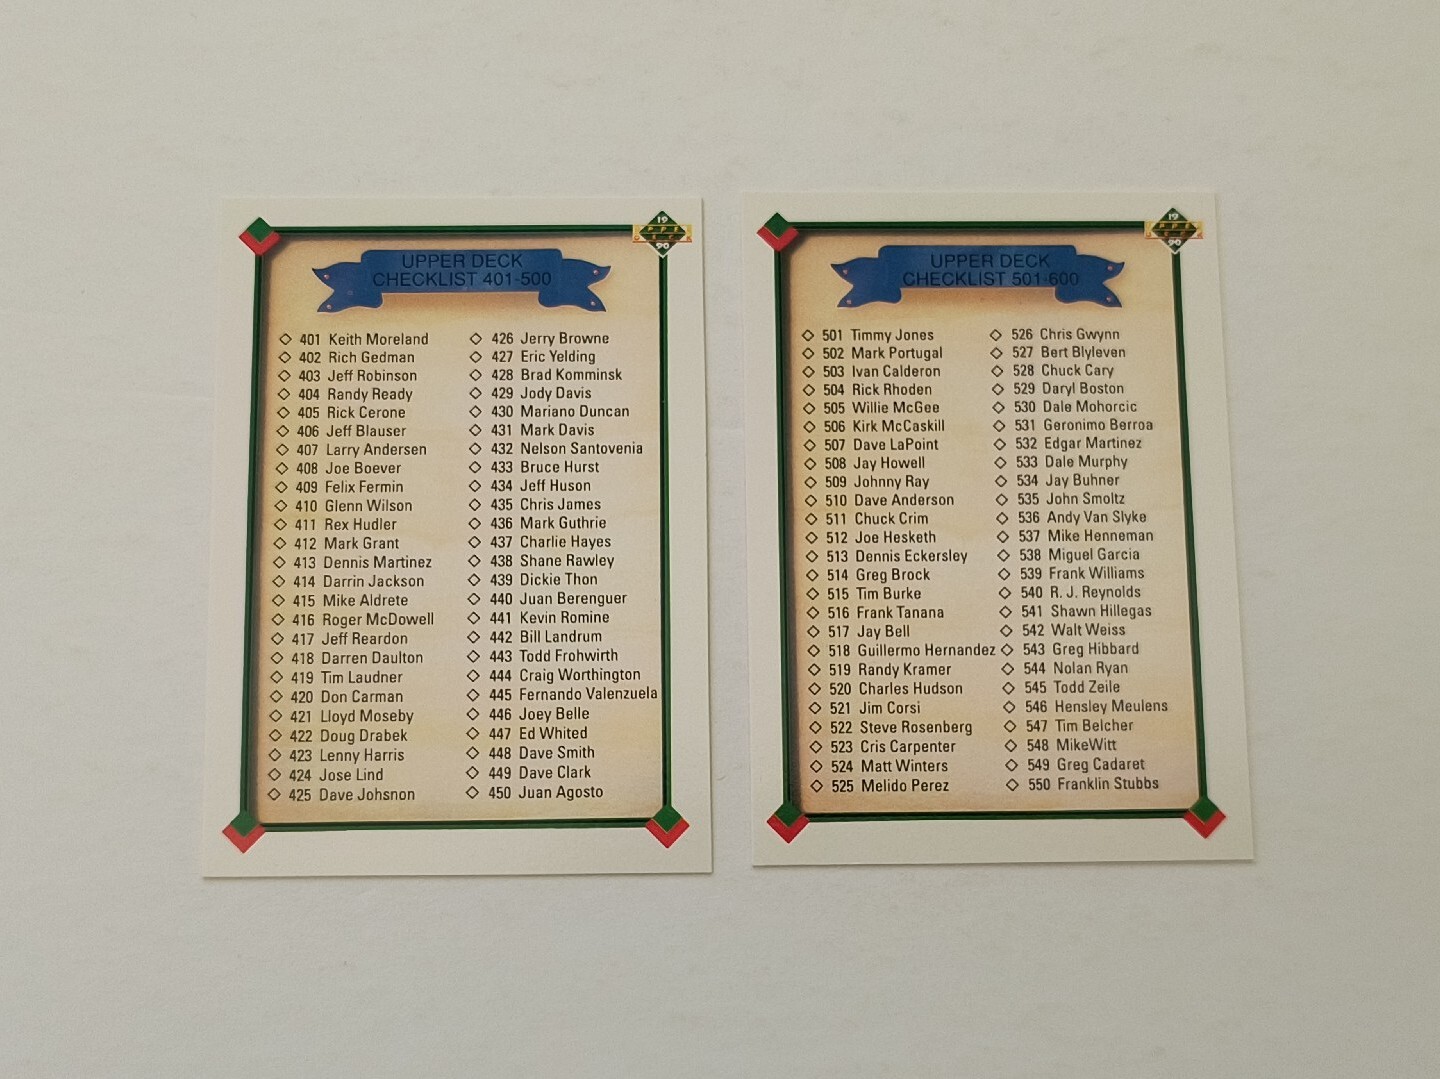 19
UPPER
DECK
90
UPPER DECK
CHECKLIST 401-500
401 Keith Moreland
402 Rich Gedman
403 Jeff Robinson
404 Randy Ready
405 Rick Cerone
406 Jeff Blauser
407 Larry Andersen
408 Joe Boever
409 Felix Fermin
410 Glenn Wilson
411 Rex Hudler
412 Mark Grant
413 Dennis Martinez
414 Darrin Jackson
415 Mike Aldrete
416 Roger McDowell
417 Jeff Reardon
418 Darren Daulton
419 Tim Laudner
420 Don Carman
421 Lloyd Moseby
422 Doug Drabek
423 Lenny Harris
424 Jose Lind
425 Dave Johsnon
426 Jerry Browne
427 Eric Yelding
428 Brad Komminsk
429 Jody Davis
430 Mariano Duncan
431 Mark Davis
432 Nelson Santovenia
433 Bruce Hurst
434 Jeff Huson
435 Chris James
436 Mark Guthrie
437 Charlie Hayes
438 Shane Rawley
439 Dickie Thon
440 Juan Berenguer
441 Kevin Romine
442 Bill Landrum
443 Todd Frohwirth
444 Craig Worthington
445 Fernando Valenzuela
446 Joey Belle
447 Ed Whited
448 Dave Smith
449 Dave Clark
450 Juan Agosto
19
UPPER
DECK
90
UPPER DECK
CHECKLIST 501-600
501 Timmy Jones
502 Mark Portugal
503 Ivan Calderon
504 Rick Rhoden
505 Willie McGee
506 Kirk McCaskill
507 Dave LaPoint
508 Jay Howell
509 Johnny Ray
510 Dave Anderson
511 Chuck Crim
512 Joe Hesketh
513 Dennis Eckersley
514 Greg Brock
515 Tim Burke
516 Frank Tanana
517 Jay Bell
518 Guillermo Hernandez
519 Randy Kramer
520 Charles Hudson
521 Jim Corsi
522 Steve Rosenberg
523 Cris Carpenter
524 Matt Winters
525 Melido Perez
526 Chris Gwynn
527 Bert Blyleven
528 Chuck Cary
529 Daryl Boston
530 Dale Mohorcic
531 Geronimo Berroa
532 Edgar Martinez
533 Dale Murphy
534 Jay Buhner
535 John Smoltz
536 Andy Van Slyke
537 Mike Henneman
538 Miguel Garcia
539 Frank Williams
540 R. J. Reynolds
541 Shawn Hillegas
542 Walt Weiss
543 Greg Hibbard
544 Nolan Ryan
545 Todd Zeile
546 Hensley Meulens
547 Tim Belcher
548 MikeWitt
549 Greg Cadaret
550 Franklin Stubbs